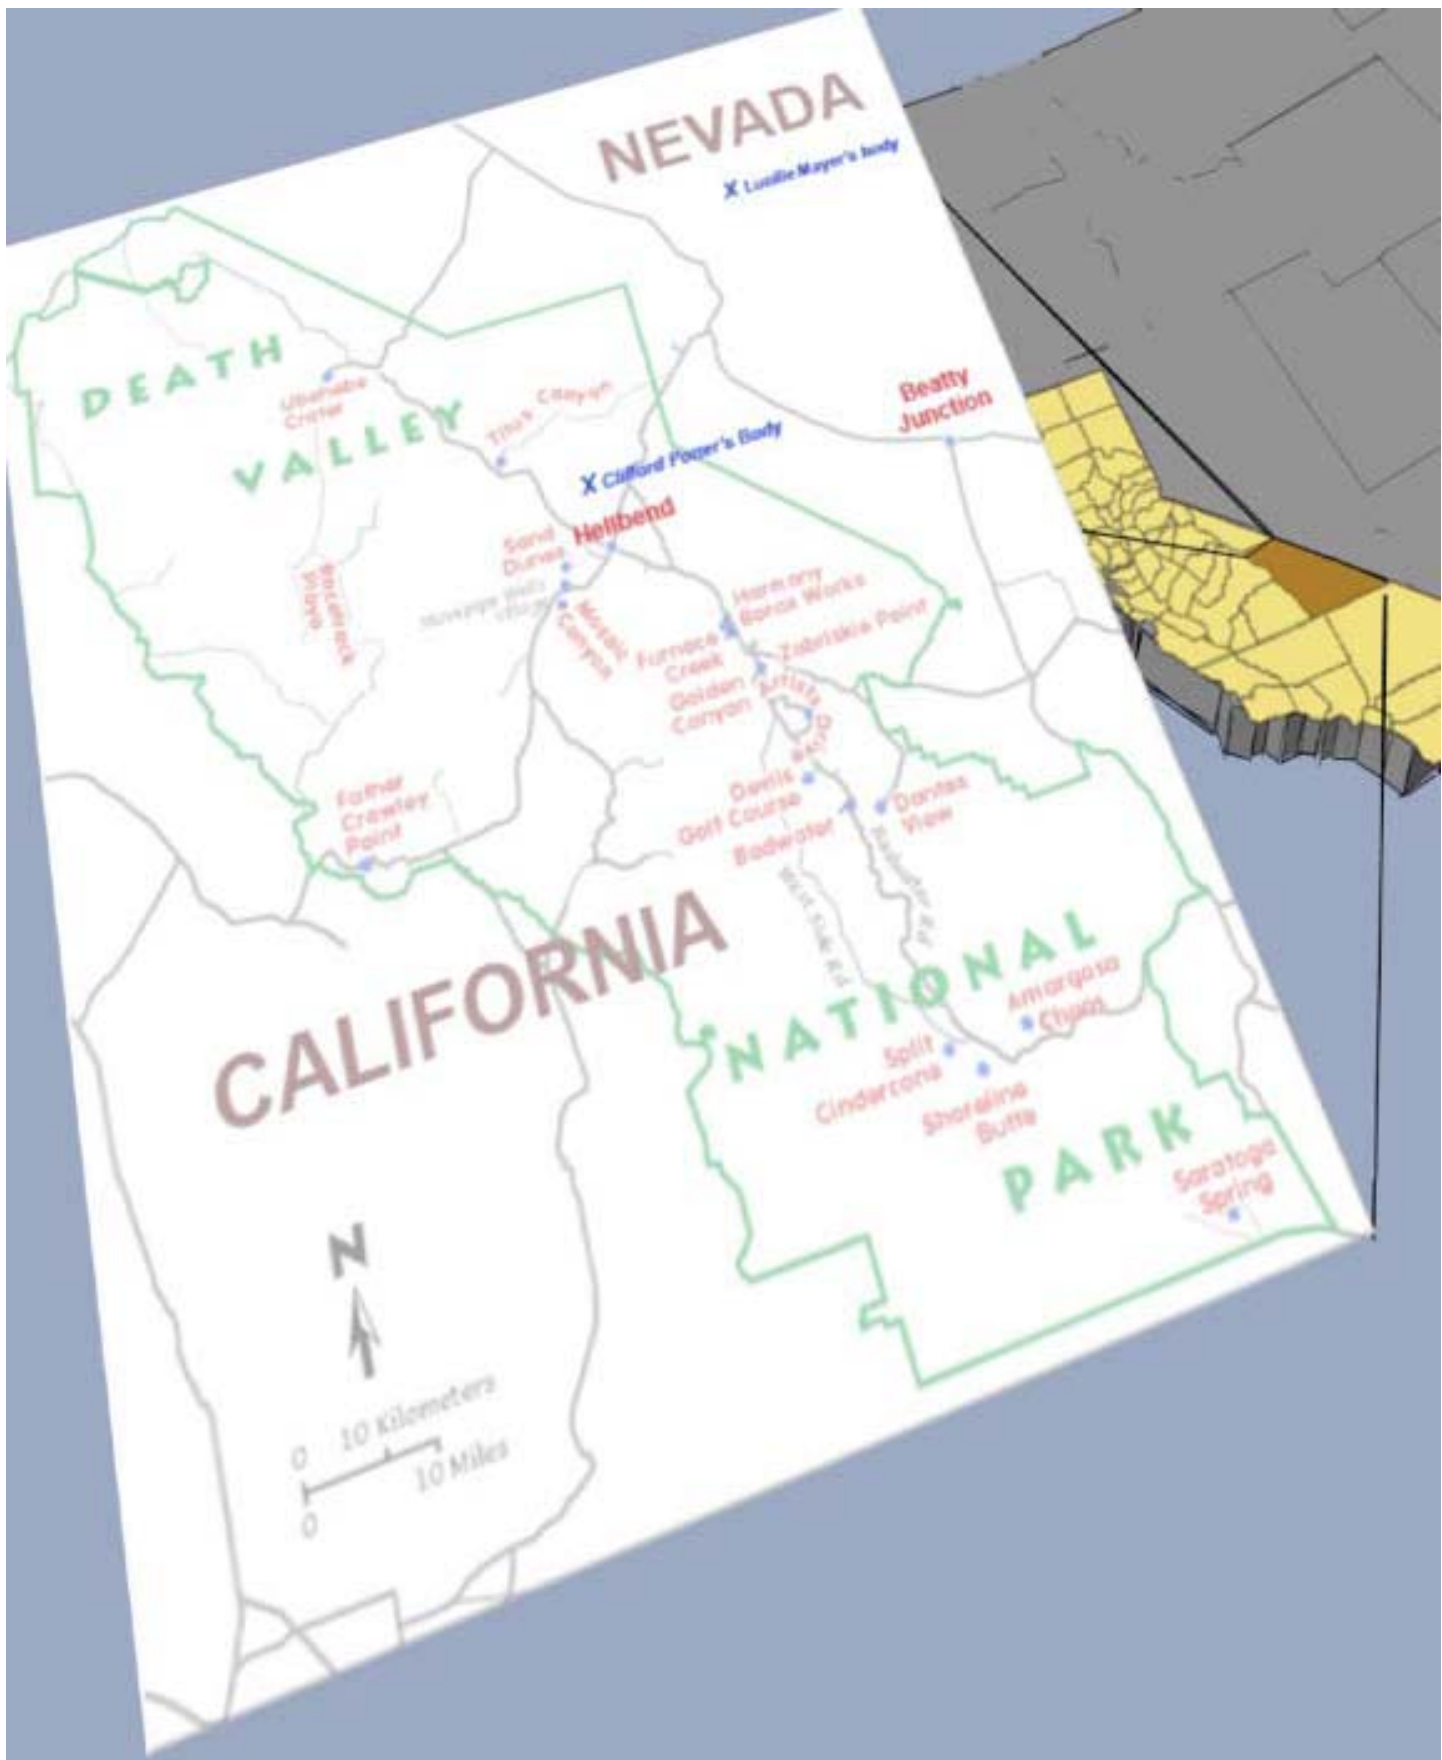 NEVADA
X Lucille Mayer's body
DEATH
VALLEY
Ubehebe
Crater
Titus Canyon
Beatty
Junction
X Clifford 's Body
Hellbend
Sand
Dunes
Mosaic
Canyon
Racetrack
Playa
Harmony
Borax Works
Furnace
Creek
Zabriskie Point
Golden
Canyon
Artists
Drive
Devils
Golf Course
Dantes
View
Badwater
Father
Crowley
Point
West Side Rd
CALIFORNIA
NATIONAL
Amargosa
Chaos
Split
Cindercone
Shoreline
Butte
PARK
Saratoga
Spring
N
0 10 Kilometers
0 10 Miles